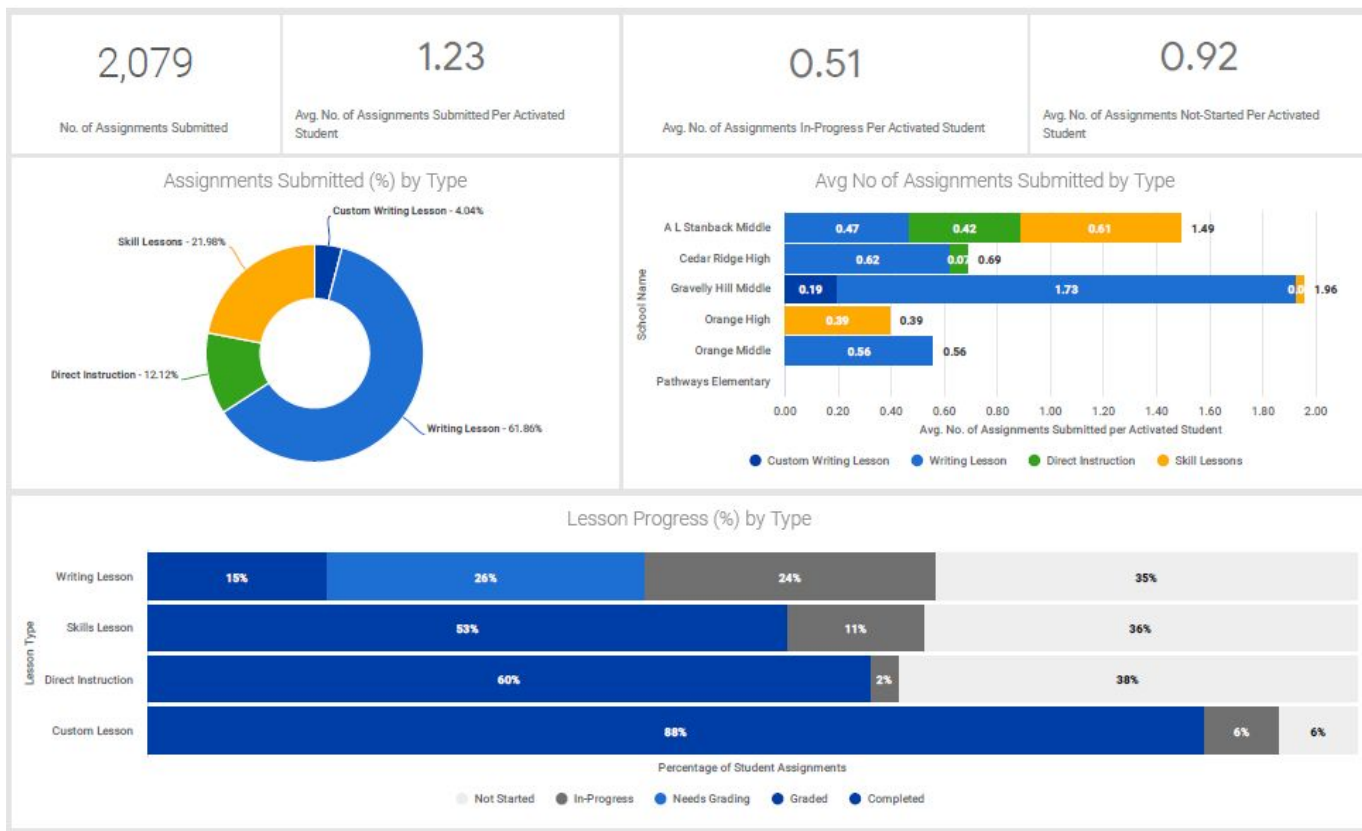 2,079
No. of Assignments Submitted
1.23
Avg. No. of Assignments Submitted Per Activated
Student
0.51
Avg. No. of Assignments In-Progress Per Activated Student
0.92
Avg. No. of Assignments Not-Started Per Activated
Student
Assignments Submitted (%) by Type
Custom Writing Lesson - 4.04%
Skill Lessons - 21.98%
Direct Instruction - 12.12%
Writing Lesson - 61.86%
Avg No of Assignments Submitted by Type
School Name
A L Stanback Middle 0.47 0.42 0.61 1.49
Cedar Ridge High 0.62 0.07 0.69
Gravelly Hill Middle 0.19 1.73 1.96
Orange High 0.39 0.39
Orange Middle 0.56 0.56
Pathways Elementary
0.00 0.20 0.40 0.60 0.80 1.00 1.20 1.40 1.60 1.80 2.00
Avg. No. of Assignments Submitted per Activated Student
Custom Writing Lesson Writing Lesson Direct Instruction Skill Lessons
Lesson Progress (%) by Type
Lesson Type
Writing Lesson 15% 26% 24% 35%
Skills Lesson 53% 11% 36%
Direct Instruction 60% 2% 38%
Custom Lesson 88% 6% 6%
Percentage of Student Assignments
Not Started In-Progress Needs Grading Graded Completed